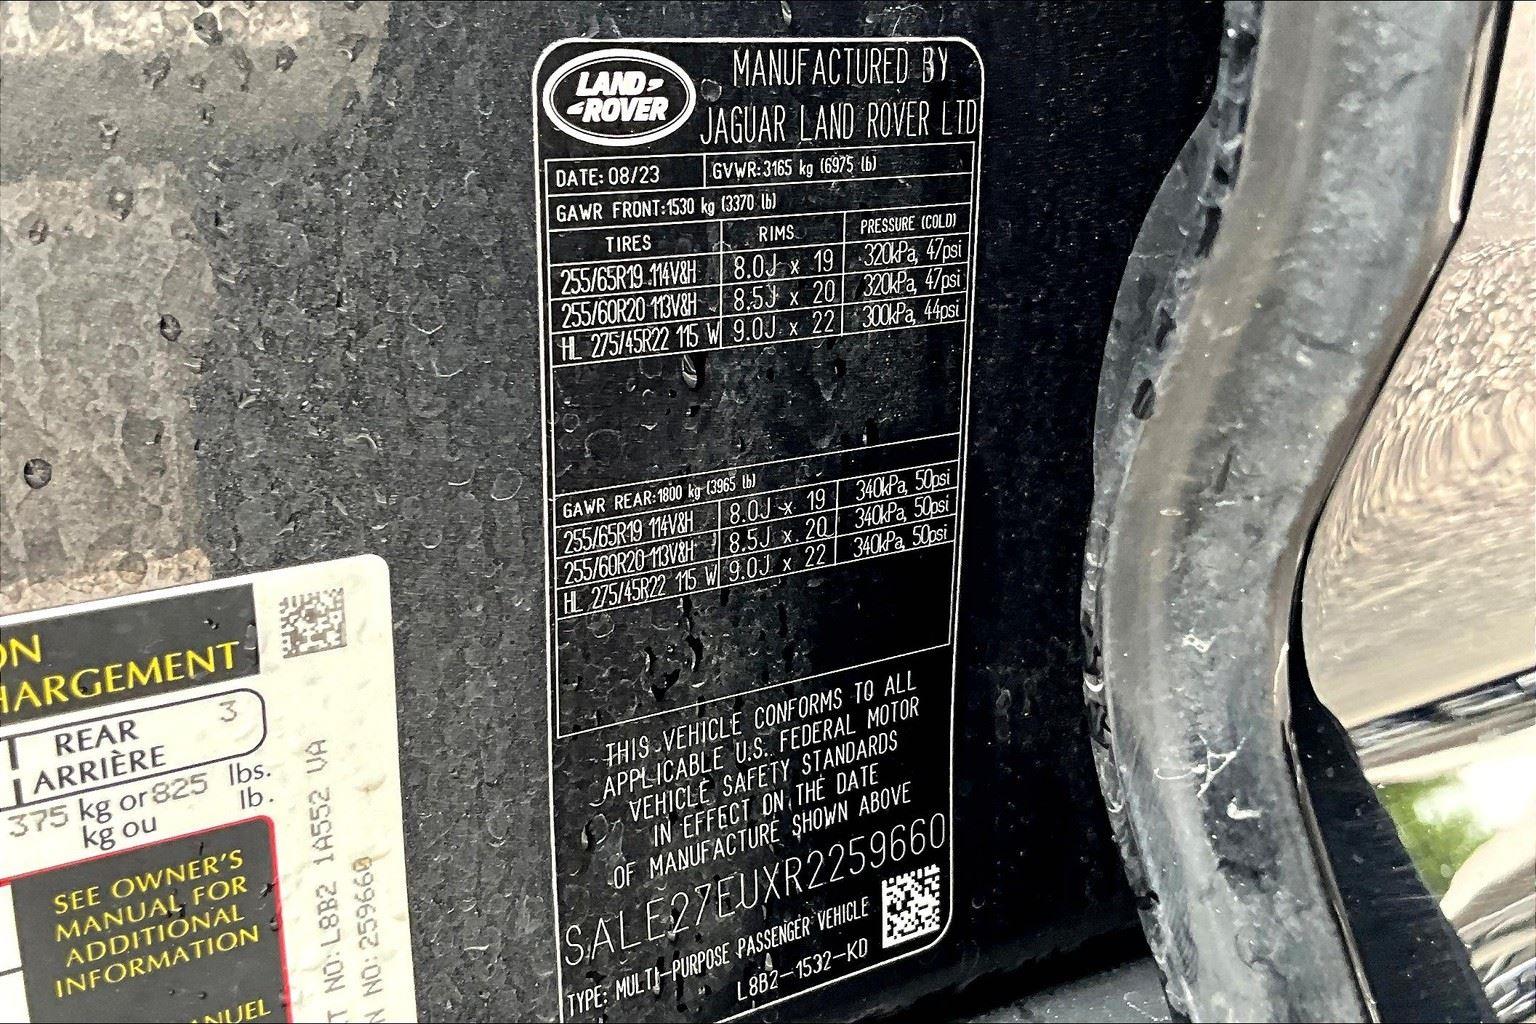 LAND
ROVER
MANUFACTURED BY
JAGUAR LAND ROVER LTD
DATE: 08/23 GVWR:3165 kg (6975 lb)
GAWR FRONT:1530 kg (3370 lb)
TIRES RIMS PRESSURE (COLD)
255/65R19 114V&H 8.0J x 19 320kPa, 47psi
255/60R20 113V&H 8.5J x 20 320kPa, 47psi
HL 275/45R22 115 W 9.0J x 22 300kPa, 44psi
GAWR REAR:1800 kg (3965 lb)
255/65R19 114V&H 8.0J x 19 340kPa, 50psi
255/60R20 113V&H 8.5J x 20 340kPa, 50psi
HL 275/45R22 115 W 9.0J x 22 340kPa, 50psi
THIS VEHICLE CONFORMS TO ALL
APPLICABLE U.S. FEDERAL MOTOR
VEHICLE SAFETY STANDARDS
IN EFFECT ON THE DATE
OF MANUFACTURE SHOWN ABOVE
SALE27EUXR2259660
TYPE: MULTI-PURPOSE PASSENGER VEHICLE
L8B2-1532-KD
ON
HARGEMENT
REAR 3
ARRIÈRE
375 kg or 825 lbs.
kg ou lb.
SEE OWNER'S
MANUAL FOR
ADDITIONAL
INFORMATION
ANUEL
T NO:L8B2 1A552 VA
N NO:259660